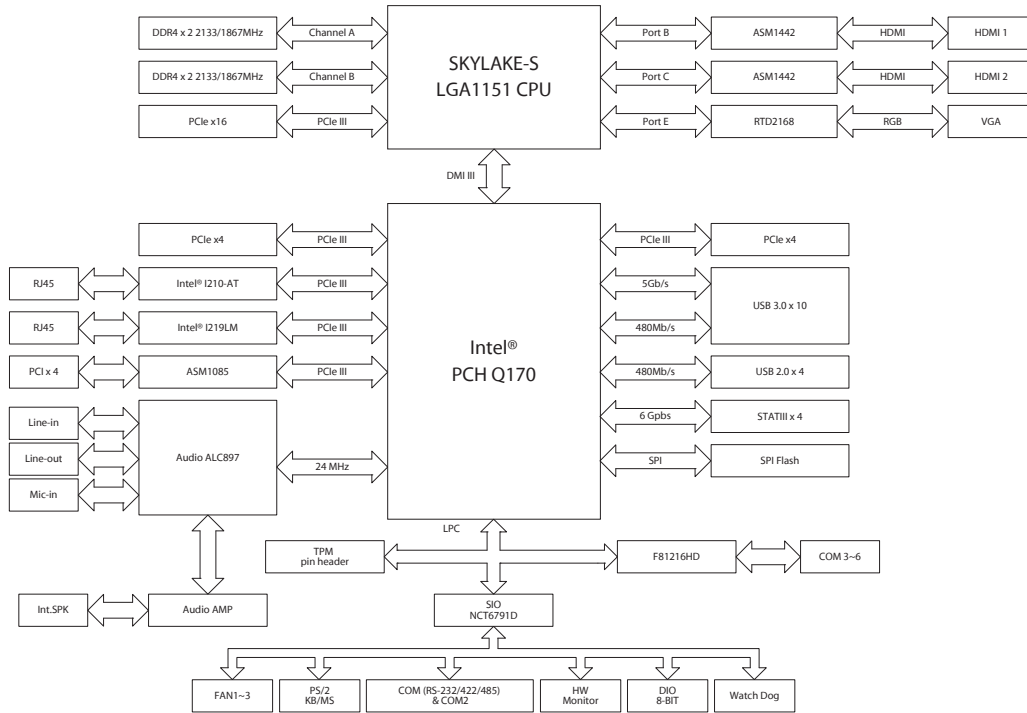 DDR4 x 2 2133/1867MHz
Channel A
SKYLAKE-S
LGA1151 CPU
Port B
ASM1442
HDMI
HDMI 1
DDR4 x 2 2133/1867MHz
Channel B
Port C
ASM1442
HDMI
HDMI 2
PCIe x16
PCIe III
Port E
RTD2168
RGB
VGA
DMI III
PCIe x4
PCIe III
Intel®
PCH Q170
PCIe III
PCIe x4
RJ45
Intel® I210-AT
PCIe III
5Gb/s
USB 3.0 x 10
RJ45
Intel® I219LM
PCIe III
480Mb/s
PCI x 4
ASM1085
PCIe III
480Mb/s
USB 2.0 x 4
Line-in
6 Gpbs
STATIII x 4
Line-out
Audio ALC897
24 MHz
SPI
SPI Flash
Mic-in
LPC
TPM
pin header
F81216HD
COM 3~6
Int.SPK
Audio AMP
SIO
NCT6791D
FAN1~3
PS/2
KB/MS
COM (RS-232/422/485)
& COM2
HW
Monitor
DIO
8-BIT
Watch Dog